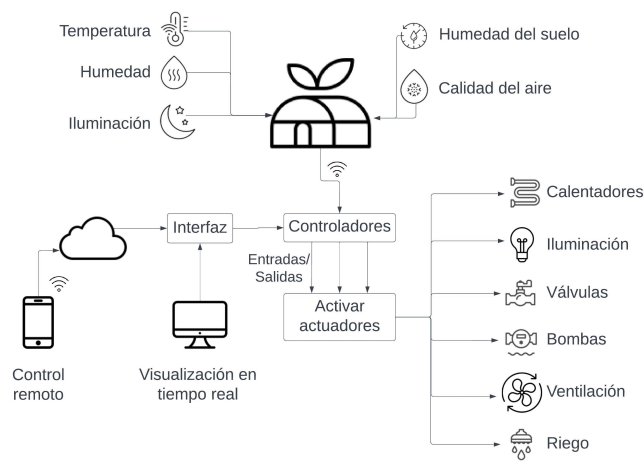 Temperatura
Humedad
Iluminación
Humedad del suelo
Calidad del aire
Interfaz
Controladores
Entradas/
Salidas
Activar
actuadores
Calentadores
Iluminación
Válvulas
Bombas
Ventilación
Riego
Control
remoto
Visualización en
tiempo real